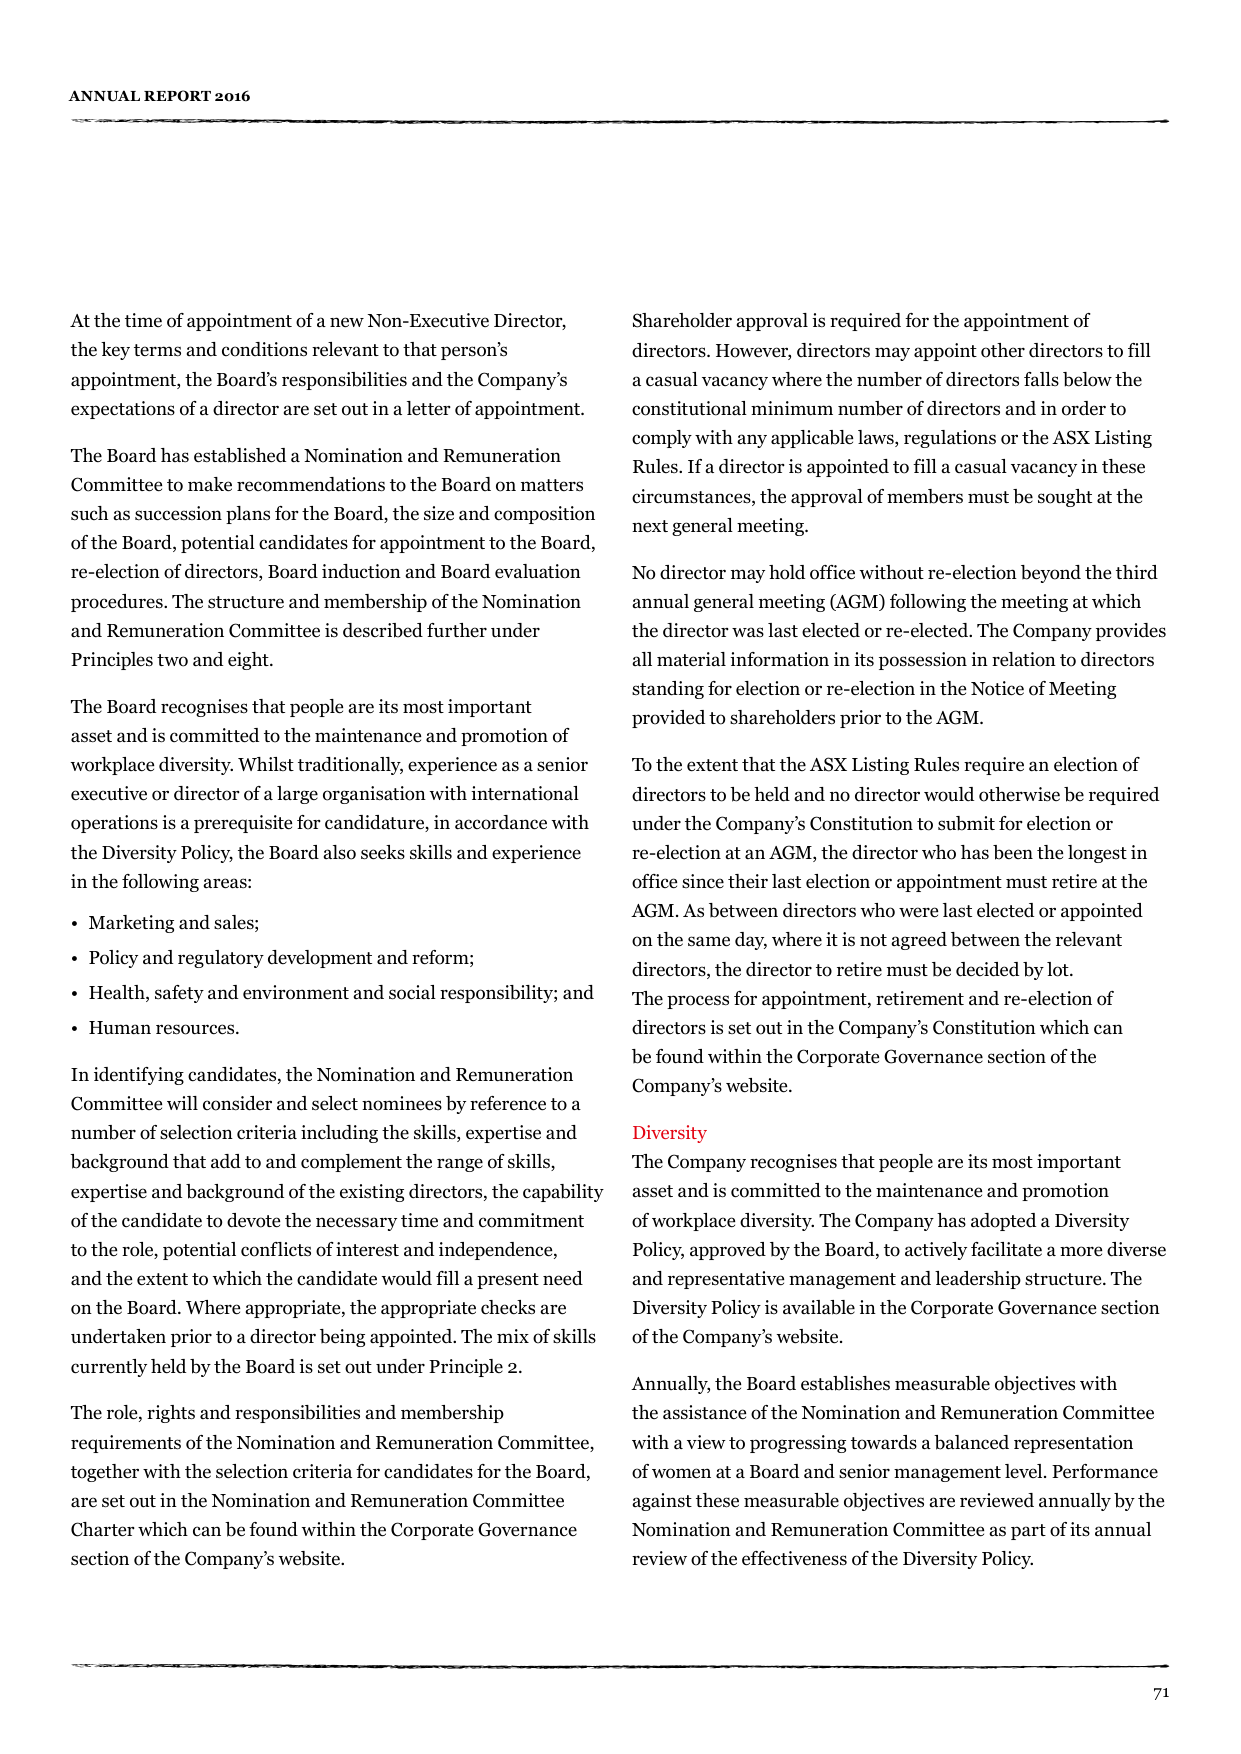 ANNUAL REPORT 2016
At the time of appointment of a new Non-Executive Director,
the key terms and conditions relevant to that person’s
appointment, the Board’s responsibilities and the Company’s
expectations of a director are set out in a letter of appointment.
The Board has established a Nomination and Remuneration
Committee to make recommendations to the Board on matters
such as succession plans for the Board, the size and composition
of the Board, potential candidates for appointment to the Board,
re-election of directors, Board induction and Board evaluation
procedures. The structure and membership of the Nomination
and Remuneration Committee is described further under
Principles two and eight.
The Board recognises that people are its most important
asset and is committed to the maintenance and promotion of
workplace diversity. Whilst traditionally, experience as a senior
executive or director of a large organisation with international
operations is a prerequisite for candidature, in accordance with
the Diversity Policy, the Board also seeks skills and experience
in the following areas:
• Marketing and sales;
• Policy and regulatory development and reform;
• Health, safety and environment and social responsibility; and
• Human resources.
In identifying candidates, the Nomination and Remuneration
Committee will consider and select nominees by reference to a
number of selection criteria including the skills, expertise and
background that add to and complement the range of skills,
expertise and background of the existing directors, the capability
of the candidate to devote the necessary time and commitment
to the role, potential conflicts of interest and independence,
and the extent to which the candidate would fill a present need
on the Board. Where appropriate, the appropriate checks are
undertaken prior to a director being appointed. The mix of skills
currently held by the Board is set out under Principle 2.
The role, rights and responsibilities and membership
requirements of the Nomination and Remuneration Committee,
together with the selection criteria for candidates for the Board,
are set out in the Nomination and Remuneration Committee
Charter which can be found within the Corporate Governance
section of the Company’s website.
Shareholder approval is required for the appointment of
directors. However, directors may appoint other directors to fill
a casual vacancy where the number of directors falls below the
constitutional minimum number of directors and in order to
comply with any applicable laws, regulations or the ASX Listing
Rules. If a director is appointed to fill a casual vacancy in these
circumstances, the approval of members must be sought at the
next general meeting.
No director may hold office without re-election beyond the third
annual general meeting (AGM) following the meeting at which
the director was last elected or re-elected. The Company provides
all material information in its possession in relation to directors
standing for election or re-election in the Notice of Meeting
provided to shareholders prior to the AGM.
To the extent that the ASX Listing Rules require an election of
directors to be held and no director would otherwise be required
under the Company’s Constitution to submit for election or
re-election at an AGM, the director who has been the longest in
office since their last election or appointment must retire at the
AGM. As between directors who were last elected or appointed
on the same day, where it is not agreed between the relevant
directors, the director to retire must be decided by lot.
The process for appointment, retirement and re-election of
directors is set out in the Company’s Constitution which can
be found within the Corporate Governance section of the
Company’s website.
Diversity
The Company recognises that people are its most important
asset and is committed to the maintenance and promotion
of workplace diversity. The Company has adopted a Diversity
Policy, approved by the Board, to actively facilitate a more diverse
and representative management and leadership structure. The
Diversity Policy is available in the Corporate Governance section
of the Company’s website.
Annually, the Board establishes measurable objectives with
the assistance of the Nomination and Remuneration Committee
with a view to progressing towards a balanced representation
of women at a Board and senior management level. Performance
against these measurable objectives are reviewed annually by the
Nomination and Remuneration Committee as part of its annual
review of the effectiveness of the Diversity Policy.
71